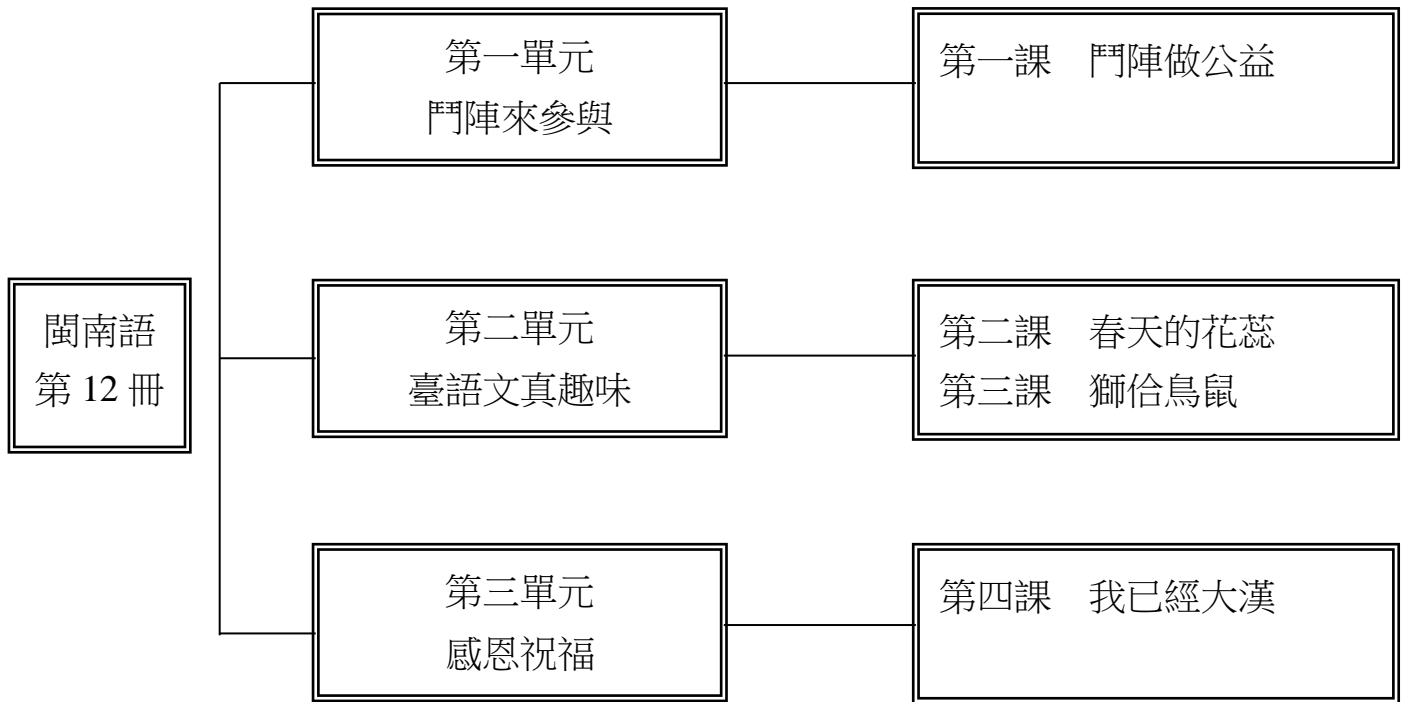 閩南語
第 12 冊
第一單元
鬥陣來參與
第一課　鬥陣做公益
第二單元
臺語文真趣味
第二課　春天的花蕊
第三課　獅佮鳥鼠
第三單元
感恩祝福
第四課　我已經大漢